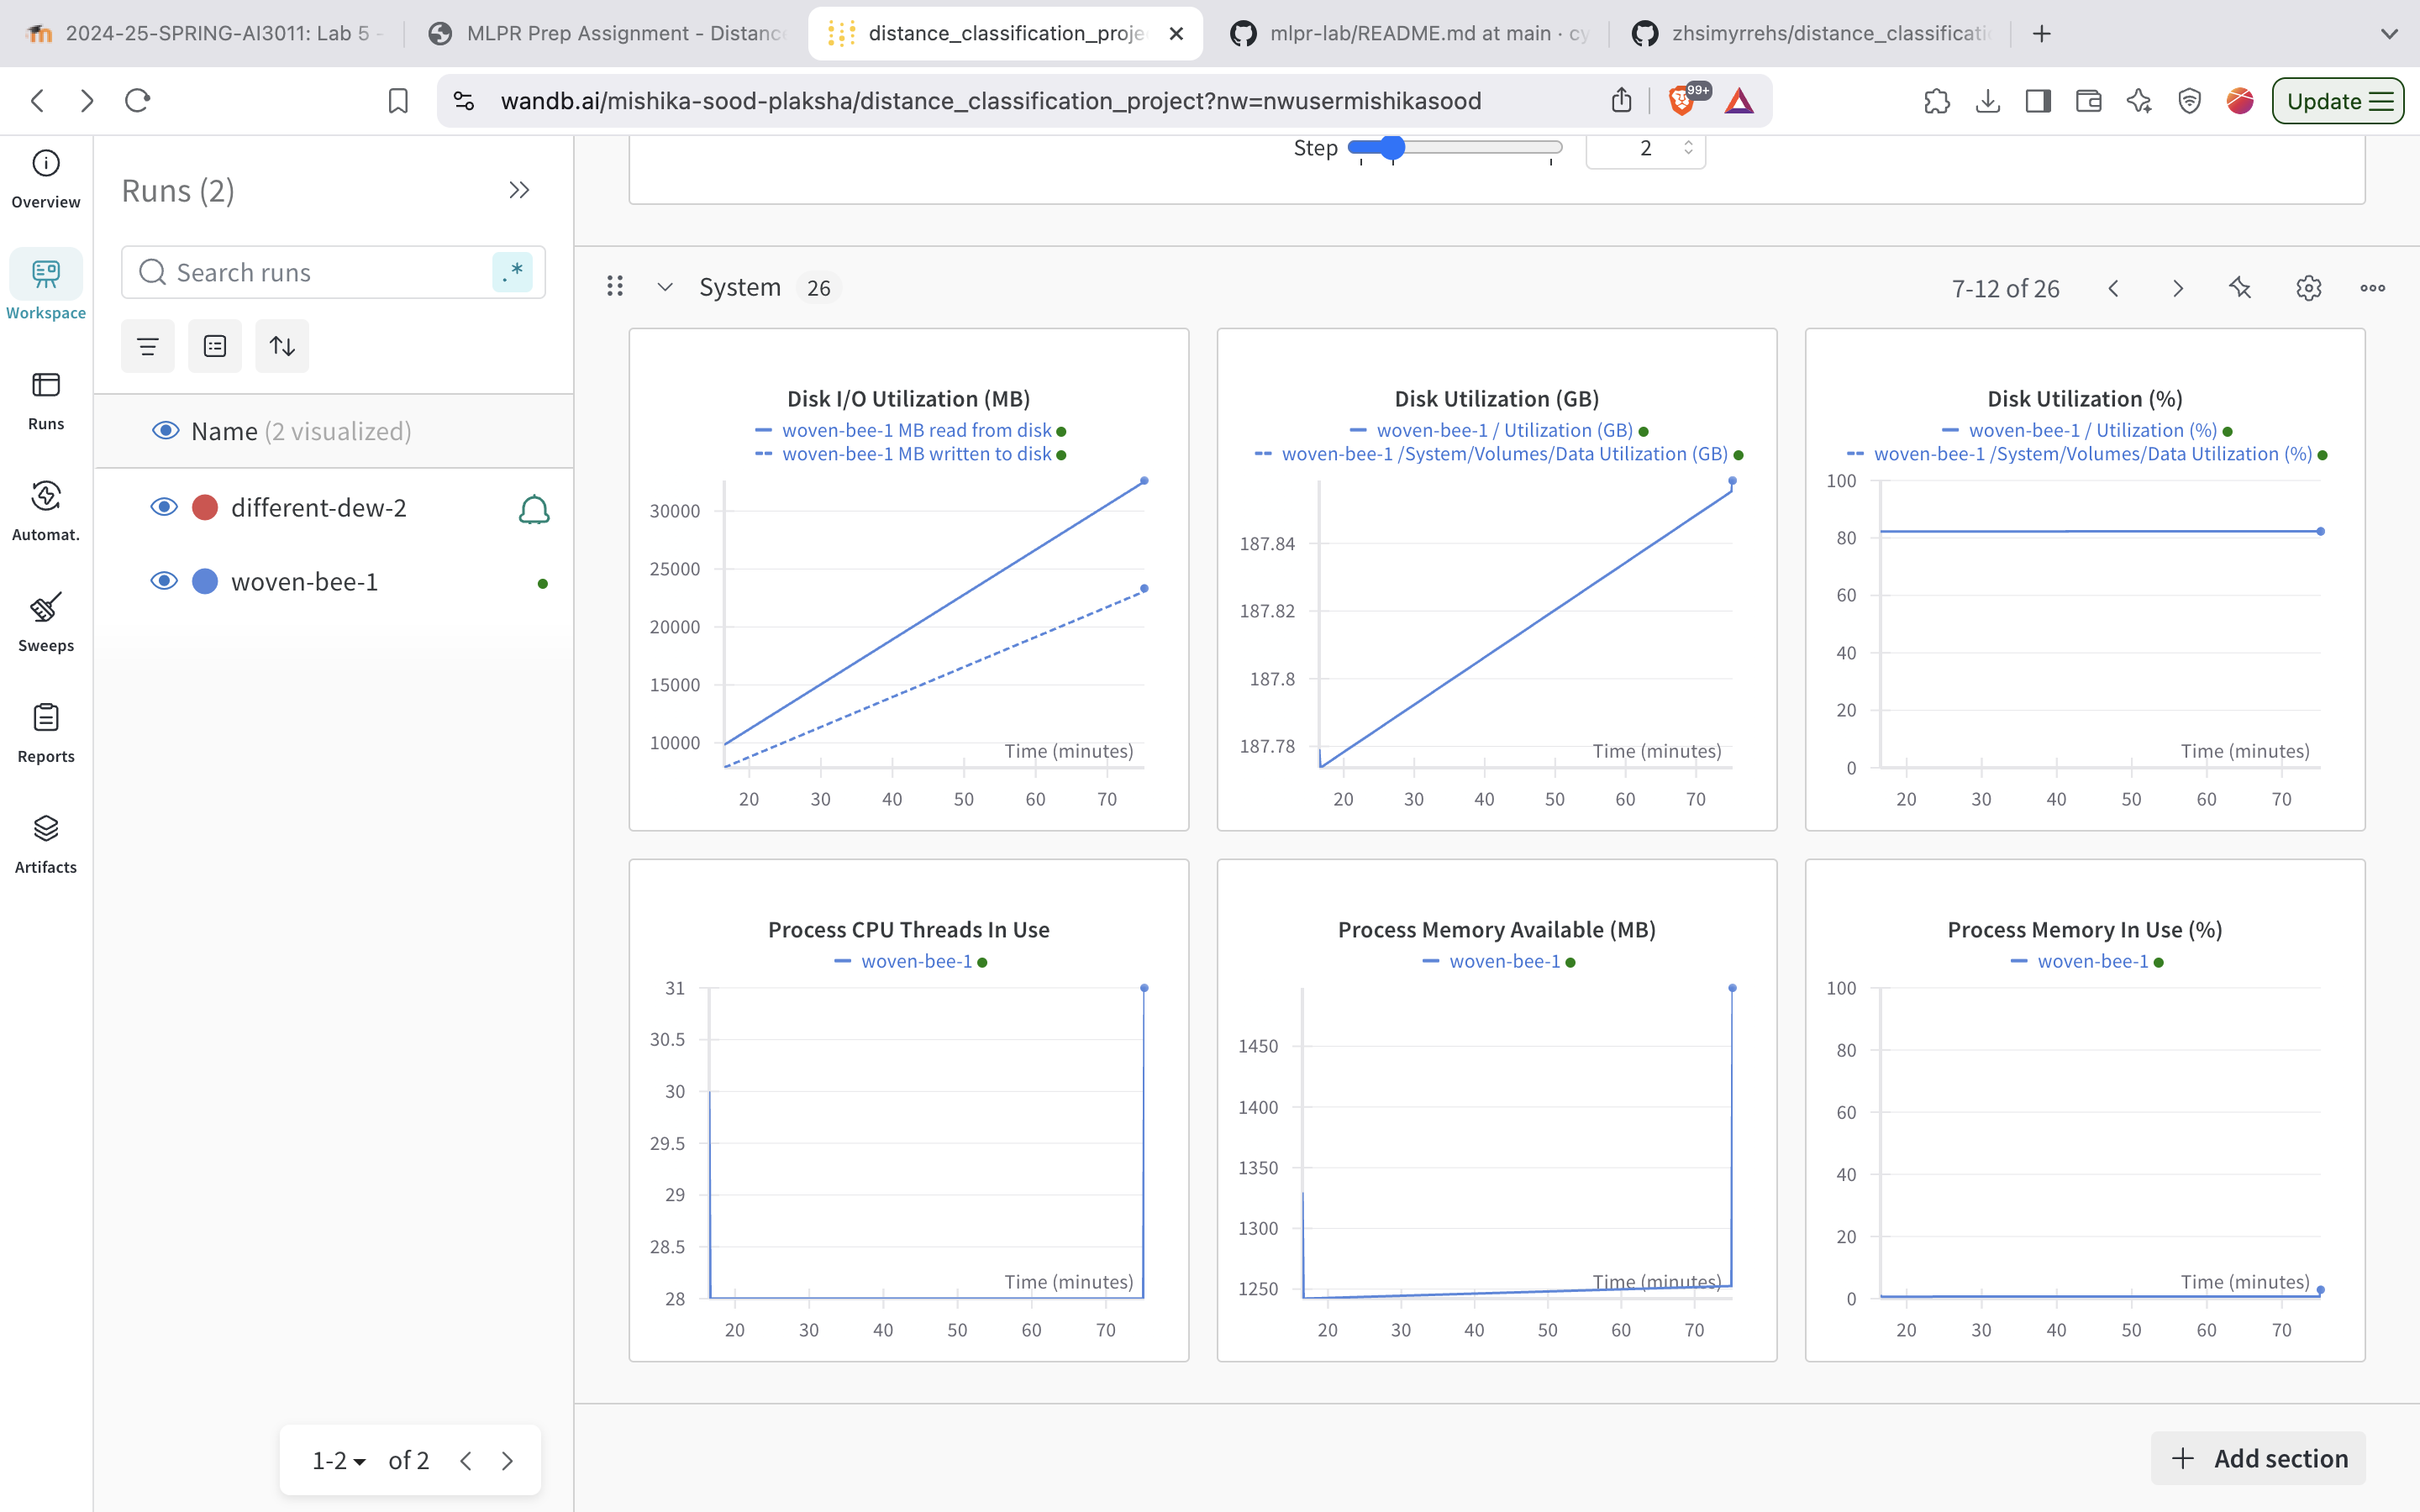 2024-25-SPRING-AI3011: Lab 5 -
MLPR Prep Assignment - Distance
distance_classification_proje
mlpr-lab/README.md at main · cy
zhsimyrrehs/distance_classificati
wandb.ai/mishika-sood-plaksha/distance_classification_project?nw=nwusermishikasood
99+
Update
Overview
Workspace
Runs
Automat.
Sweeps
Reports
Artifacts
Runs (2)
Search runs
.*
Name (2 visualized)
different-dew-2
woven-bee-1
1-2 of 2
Step 2
System 26
7-12 of 26
Disk I/O Utilization (MB)
woven-bee-1 MB read from disk
woven-bee-1 MB written to disk
30000
25000
20000
15000
10000
Time (minutes)
20 30 40 50 60 70
Disk Utilization (GB)
woven-bee-1 / Utilization (GB)
woven-bee-1 /System/Volumes/Data Utilization (GB)
187.84
187.82
187.8
187.78
Time (minutes)
20 30 40 50 60 70
Disk Utilization (%)
woven-bee-1 / Utilization (%)
woven-bee-1 /System/Volumes/Data Utilization (%)
100
80
60
40
20
0
Time (minutes)
20 30 40 50 60 70
Process CPU Threads In Use
woven-bee-1
31
30.5
30
29.5
29
28.5
28
Time (minutes)
20 30 40 50 60 70
Process Memory Available (MB)
woven-bee-1
1450
1400
1350
1300
1250
Time (minutes)
20 30 40 50 60 70
Process Memory In Use (%)
woven-bee-1
100
80
60
40
20
0
Time (minutes)
20 30 40 50 60 70
Add section